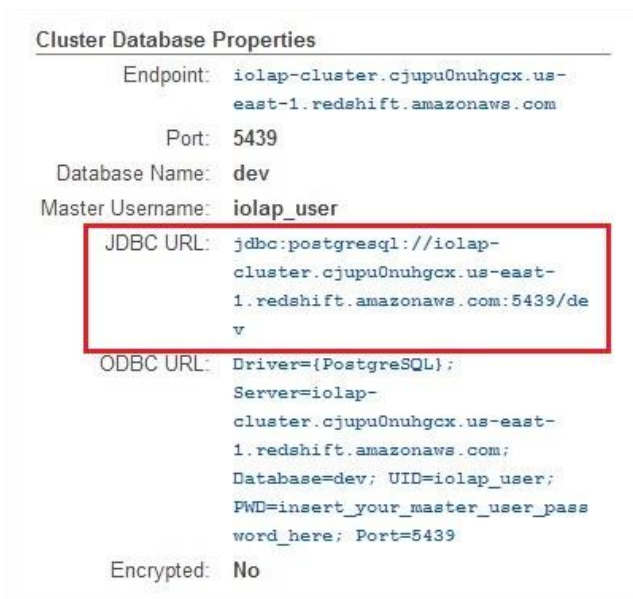 Cluster Database Properties
Endpoint: iolap-cluster.cjupu0nuhgcx.us-
east-1.redshift.amazonaws.com
Port: 5439
Database Name: dev
Master Username: iolap_user
JDBC URL: jdbc:postgresql://iolap-
cluster.cjupu0nuhgcx.us-east-
1.redshift.amazonaws.com:5439/de
v
ODBC URL: Driver={PostgreSQL};
Server=iolap-
cluster.cjupu0nuhgcx.us-east-
1.redshift.amazonaws.com;
Database=dev; UID=iolap_user;
PWD=insert_your_master_user_pass
word_here; Port=5439
Encrypted: No